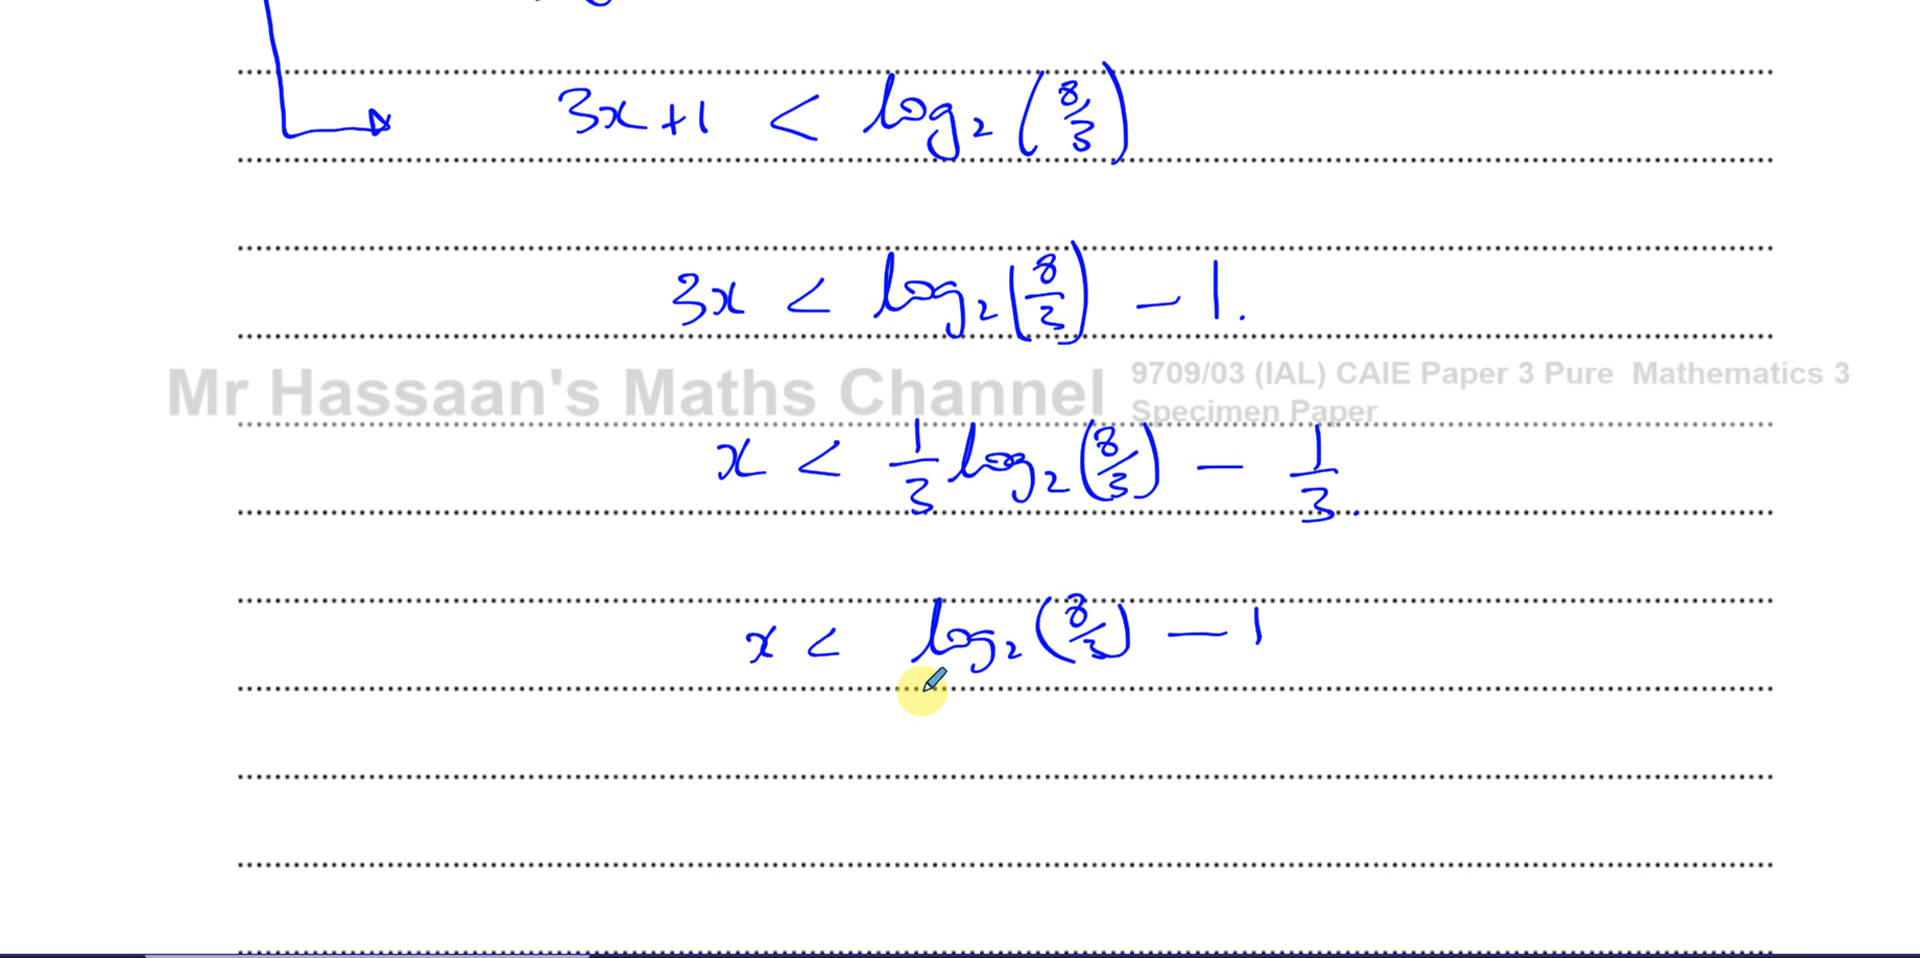 3x + 1 < log₂ (8/3)
3x < log₂ (8/3) − 1.
Mr Hassaan's Maths Channel
9709/03 (IAL) CAIE Paper 3 Pure Mathematics 3
Specimen Paper
x < 1/3 log₂ (8/3) − 1/3.
x < log₂ (8/3) − 1